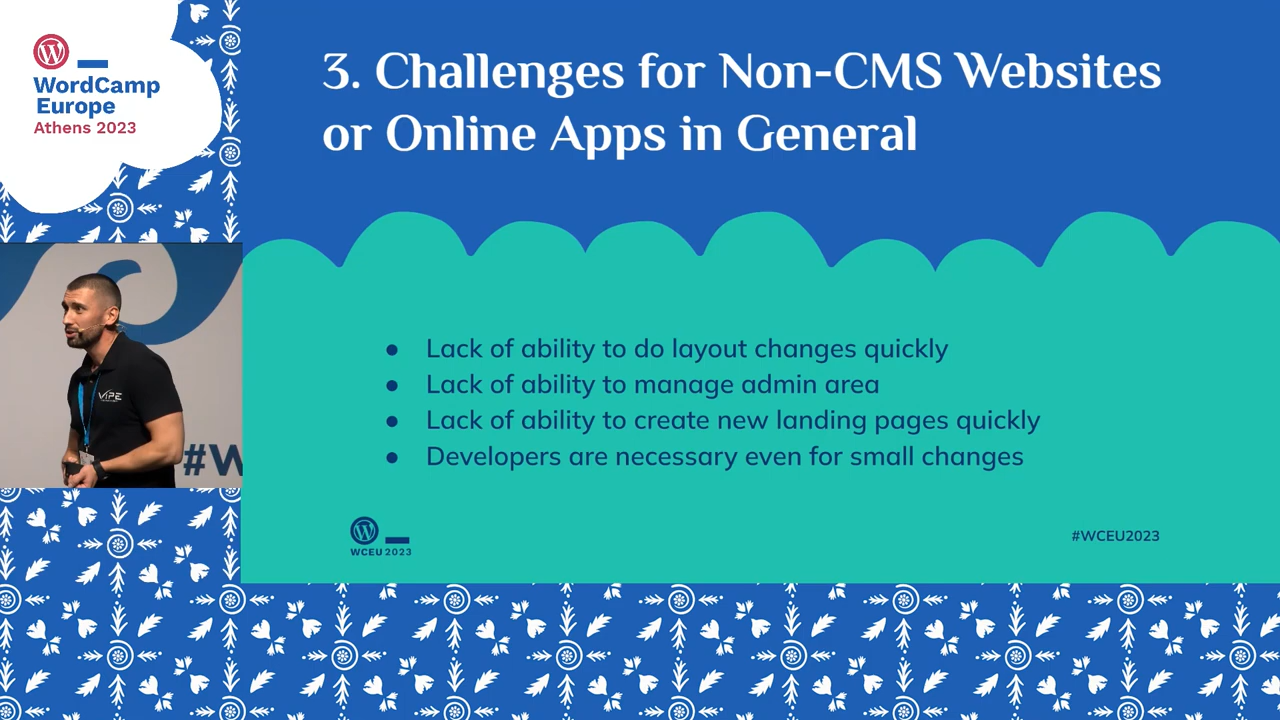 WordCamp
Europe
Athens 2023
3. Challenges for Non-CMS Websites
or Online Apps in General
VIPE
#W
● Lack of ability to do layout changes quickly
● Lack of ability to manage admin area
● Lack of ability to create new landing pages quickly
● Developers are necessary even for small changes
WCEU 2023
#WCEU2023